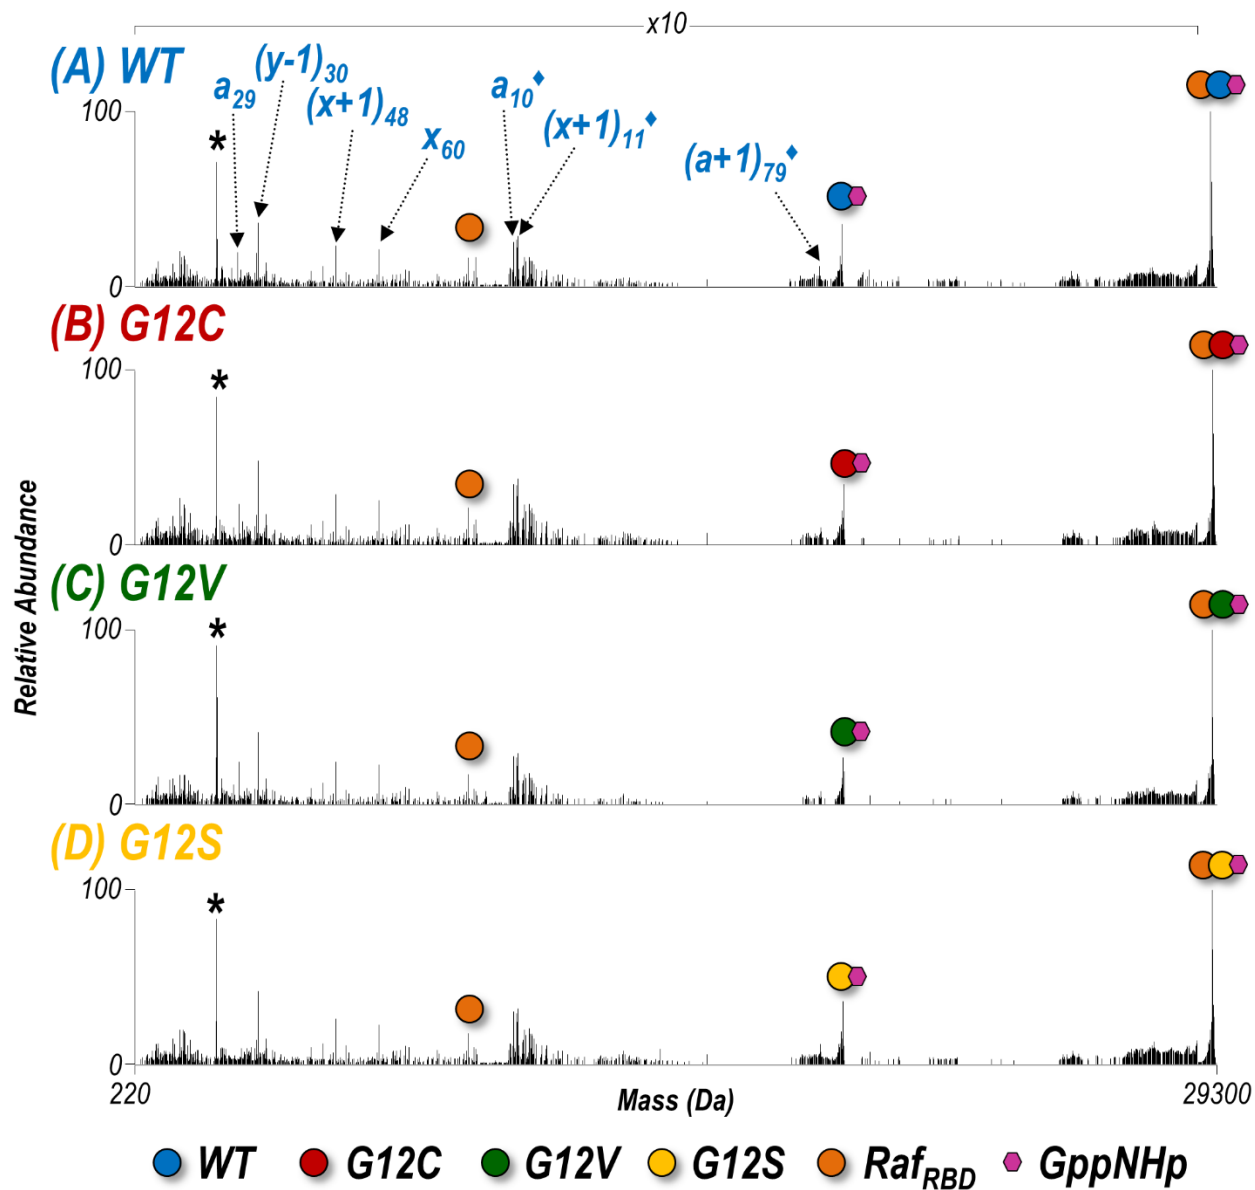 x10
(A) WT
a29
(y-1)30
(x+1)48
x60
a10♦
(x+1)11♦
(a+1)79♦
100
*
0
(B) G12C
100
*
0
(C) G12V
100
*
0
(D) G12S
100
*
0
Relative Abundance
220
Mass (Da)
29300
WT G12C G12V G12S RafRBD GppNHp